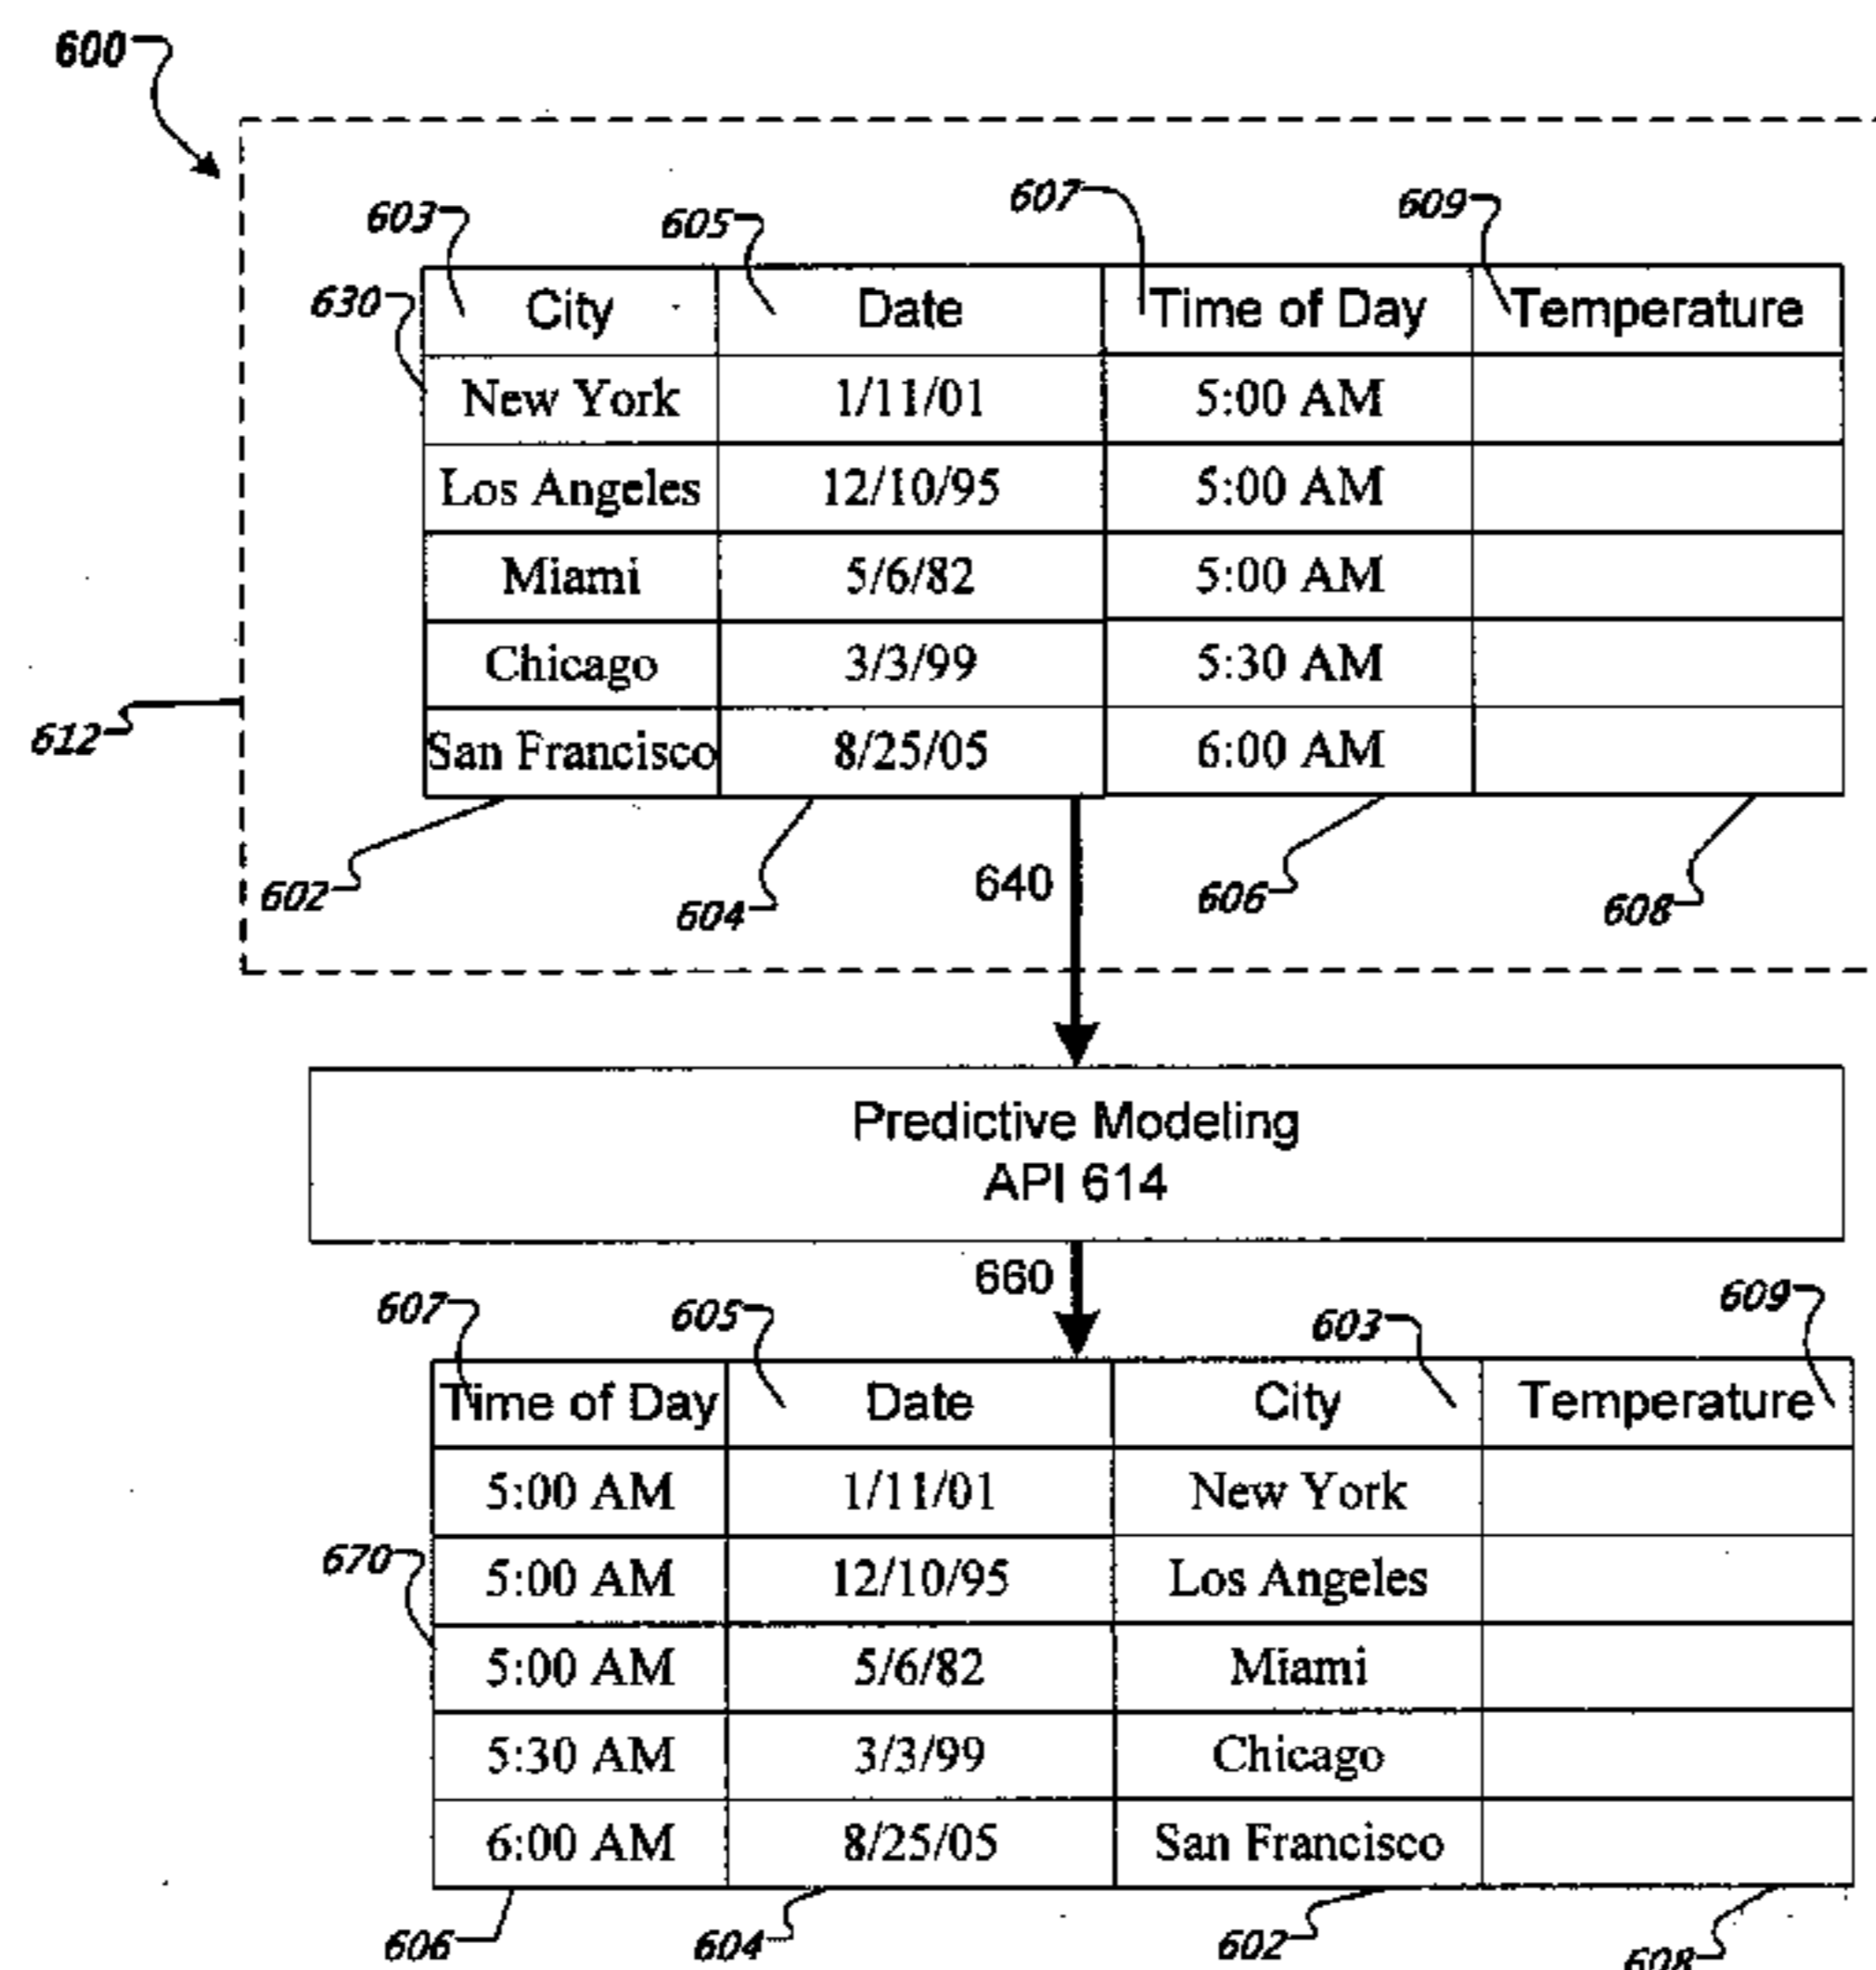 600
603 605 607 609
630 City Date Time of Day Temperature
New York 1/11/01 5:00 AM
Los Angeles 12/10/95 5:00 AM
Miami 5/6/82 5:00 AM
Chicago 3/3/99 5:30 AM
612 San Francisco 8/25/05 6:00 AM
602 604 640 606 608
Predictive Modeling
API 614
660
607 605 603 609
Time of Day Date City Temperature
5:00 AM 1/11/01 New York
670 5:00 AM 12/10/95 Los Angeles
5:00 AM 5/6/82 Miami
5:30 AM 3/3/99 Chicago
6:00 AM 8/25/05 San Francisco
606 604 602 608